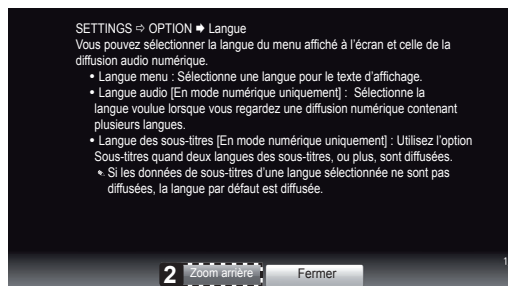 SETTINGS ⇨ OPTION ➡ Langue
Vous pouvez sélectionner la langue du menu affiché à l'écran et celle de la
diffusion audio numérique.
• Langue menu : Sélectionne une langue pour le texte d'affichage.
• Langue audio [En mode numérique uniquement] : Sélectionne la
langue voulue lorsque vous regardez une diffusion numérique contenant
plusieurs langues.
• Langue des sous-titres [En mode numérique uniquement] : Utilisez l'option
Sous-titres quand deux langues des sous-titres, ou plus, sont diffusées.
Si les données de sous-titres d'une langue sélectionnée ne sont pas
diffusées, la langue par défaut est diffusée.
1
2 Zoom arrière Fermer